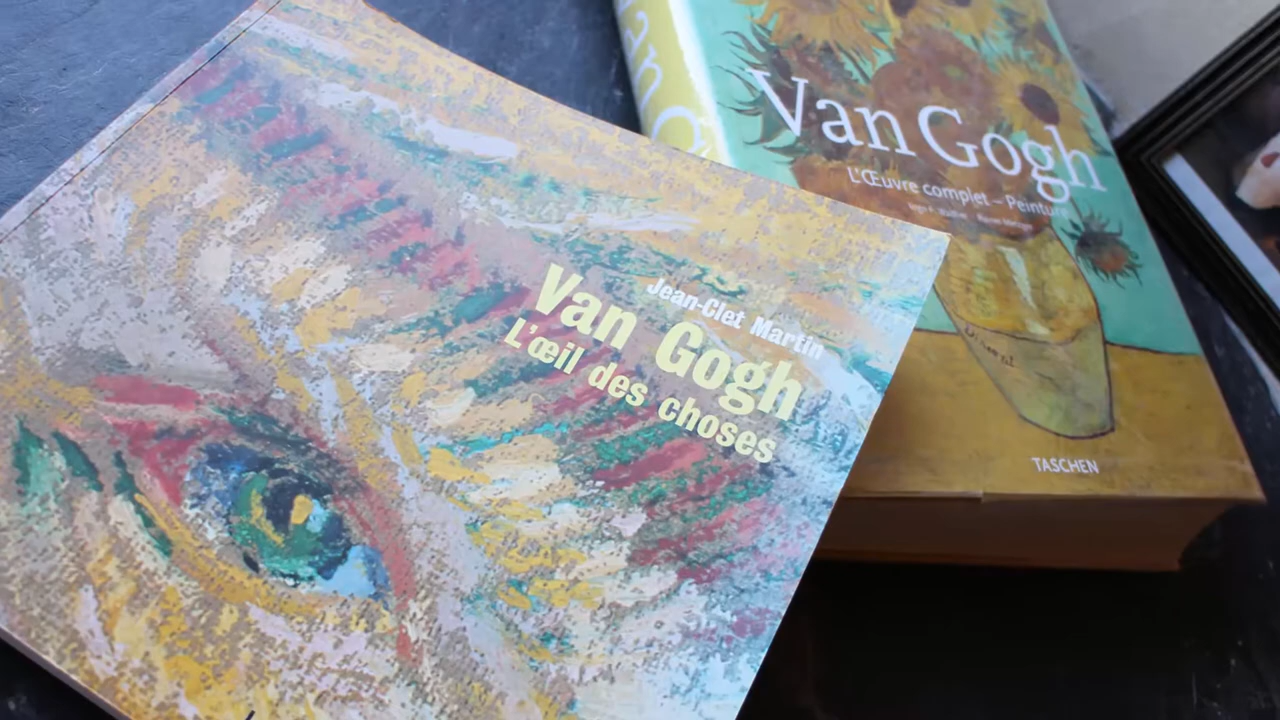 Jean-Clet Martin
Van Gogh
L'œil des choses
Van Gogh
L'Œuvre complet – Peinture
TASCHEN